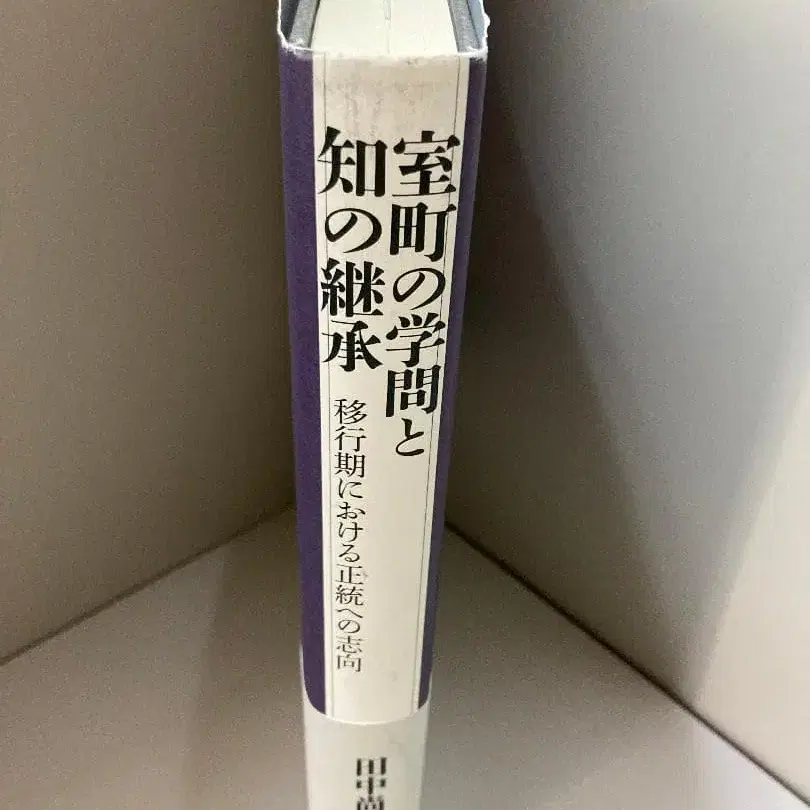 室町の学問と
知の継承
移行期における正統への志向
田中尚